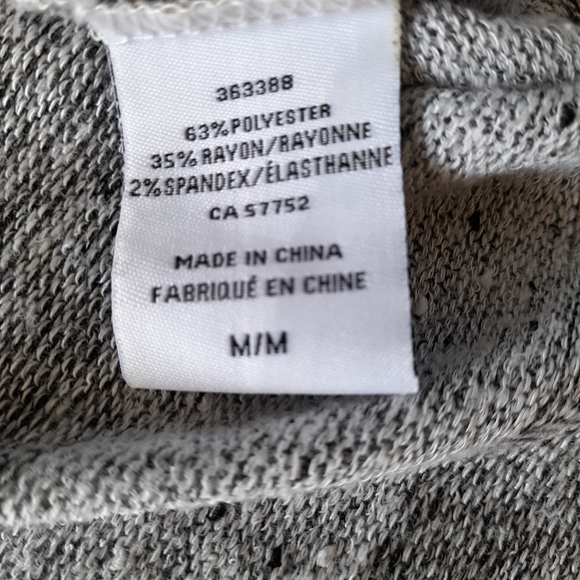 363388
63% POLYESTER
35% RAYON/RAYONNE
2% SPANDEX/ÉLASTHANNE
CA 57752
MADE IN CHINA
FABRIQUÉ EN CHINE
M/M